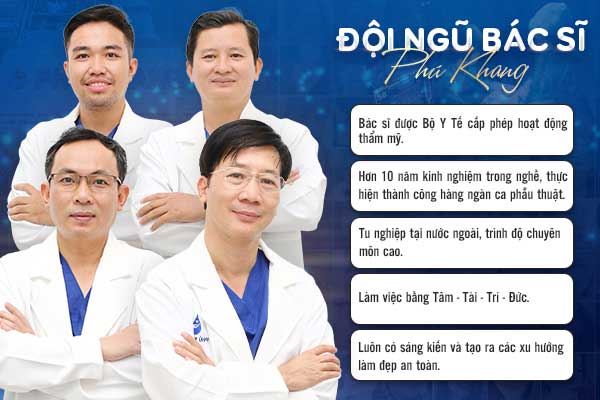 ĐỘI NGŨ BÁC SĨ
Phú Khang
Bác sĩ được Bộ Y Tế cấp phép hoạt động
thẩm mỹ.
Hơn 10 năm kinh nghiệm trong nghề, thực
hiện thành công hàng ngàn ca phẫu thuật.
Tu nghiệp tại nước ngoài, trình độ chuyên
môn cao.
Làm việc bằng Tâm - Tài - Trí - Đức.
Luôn có sáng kiến và tạo ra các xu hướng
làm đẹp an toàn.